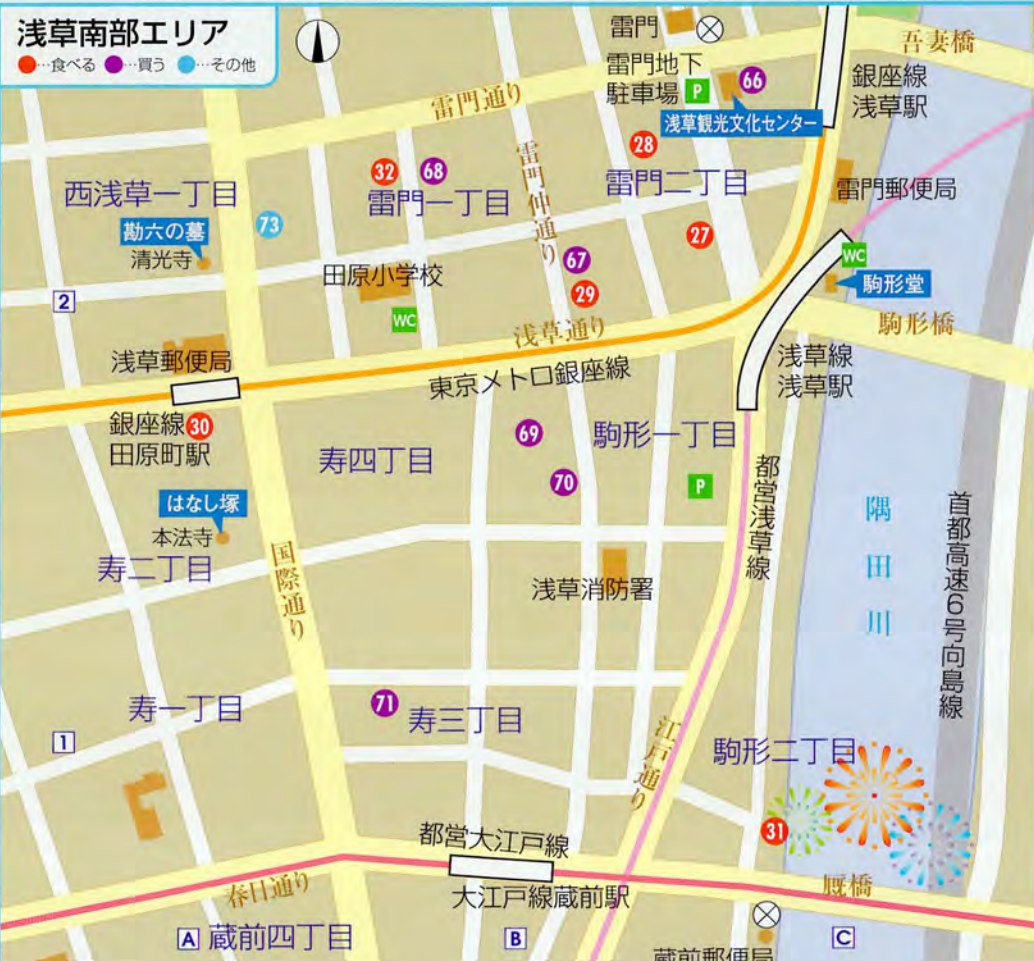 浅草南部エリア
●…食べる ●…買う ●…その他
雷門
吾妻橋
雷門地下
駐車場 P
66
銀座線
浅草駅
雷門通り
浅草観光文化センター
28
雷門仲通り
32
68
雷門一丁目
雷門二丁目
西浅草一丁目
雷門郵便局
73
勘六の墓
清光寺
27
67
WC
田原小学校
駒形堂
29
2
WC
浅草通り
駒形橋
浅草郵便局
浅草線
浅草駅
東京メトロ銀座線
銀座線
田原町駅
30
69
駒形一丁目
寿四丁目
70
P
都営浅草線
はなし塚
本法寺
隅田川
首都高速6号向島線
国際通り
寿二丁目
浅草消防署
71
寿一丁目
寿三丁目
1
江戸通り
駒形二丁目
31
都営大江戸線
大江戸線蔵前駅
春日通り
厩橋
A
蔵前四丁目
B
C
蔵前郵便局